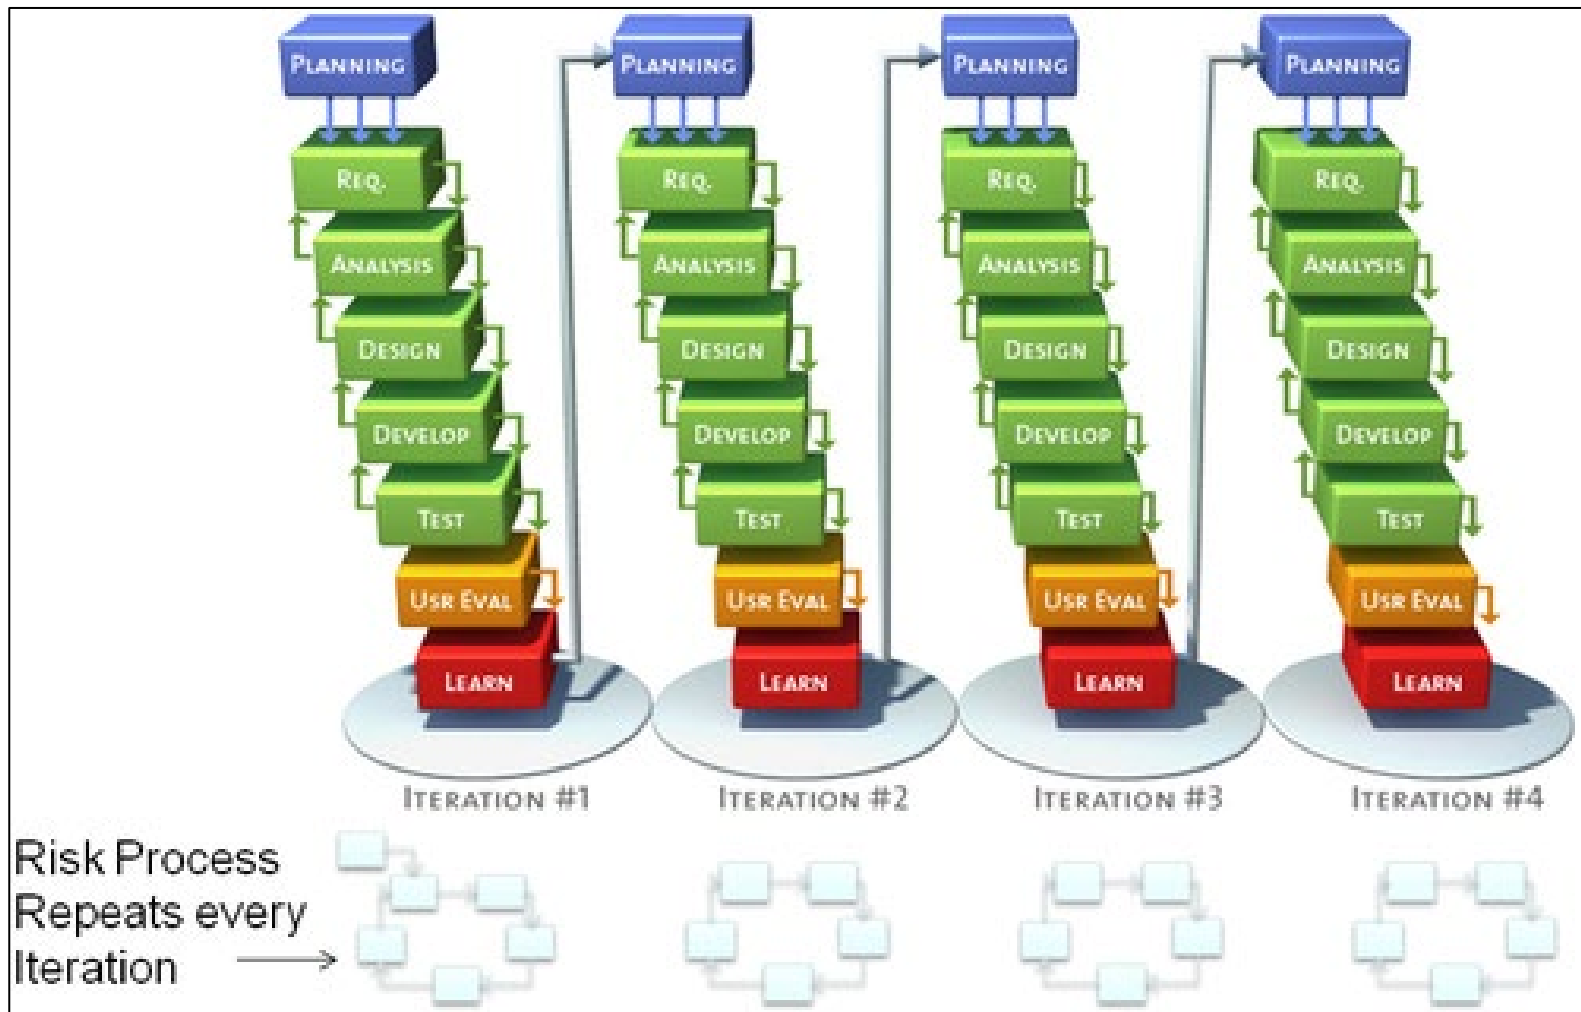 PLANNING
REQ.
ANALYSIS
DESIGN
DEVELOP
TEST
USR EVAL
LEARN
ITERATION #1
PLANNING
REQ.
ANALYSIS
DESIGN
DEVELOP
TEST
USR EVAL
LEARN
ITERATION #2
PLANNING
REQ.
ANALYSIS
DESIGN
DEVELOP
TEST
USR EVAL
LEARN
ITERATION #3
PLANNING
REQ.
ANALYSIS
DESIGN
DEVELOP
TEST
USR EVAL
LEARN
ITERATION #4
Risk Process
Repeats every
Iteration